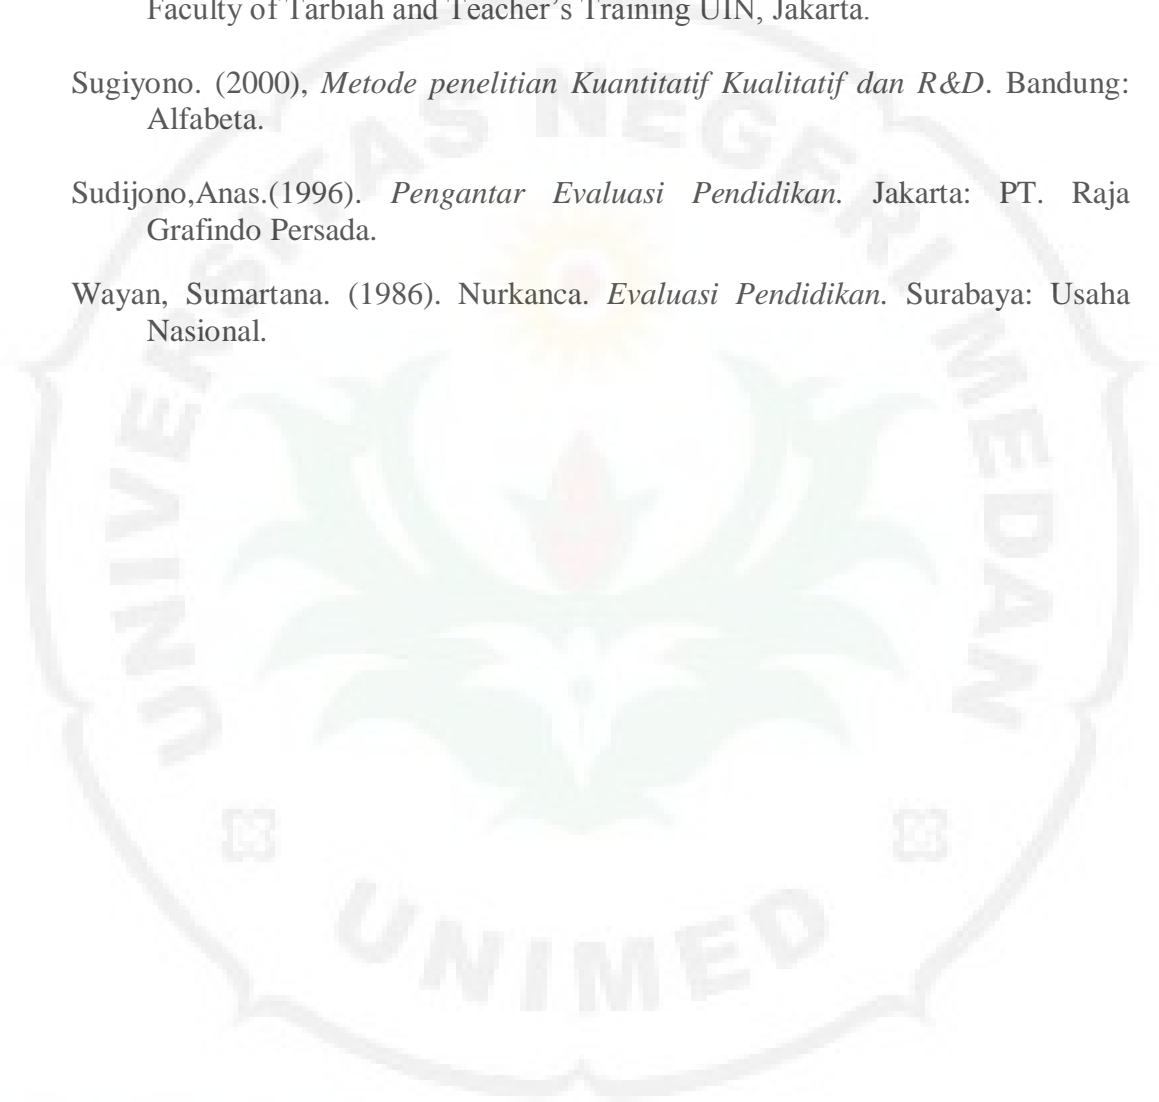 Faculty of Tarbiah and Teacher’s Training UIN, Jakarta.
Sugiyono. (2000), Metode penelitian Kuantitatif Kualitatif dan R&D. Bandung:
Alfabeta.
Sudijono,Anas.(1996). Pengantar Evaluasi Pendidikan. Jakarta: PT. Raja
Grafindo Persada.
Wayan, Sumartana. (1986). Nurkanca. Evaluasi Pendidikan. Surabaya: Usaha
Nasional.
UNIVERSITAS NEGERI MEDAN
UNIMED